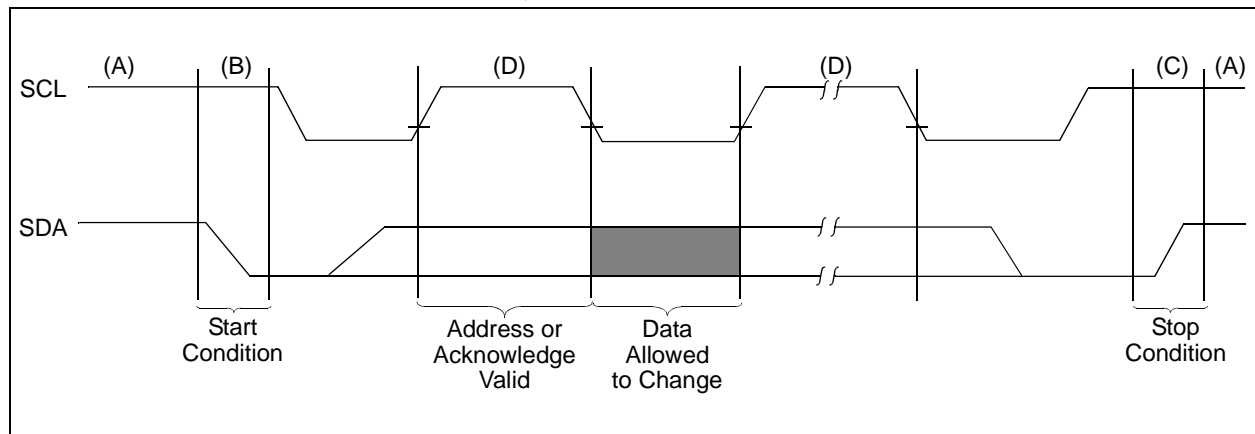 (A) (B) (D) (D) (C) (A)
SCL
SDA
Start
Condition
Address or
Acknowledge
Valid
Data
Allowed
to Change
Stop
Condition